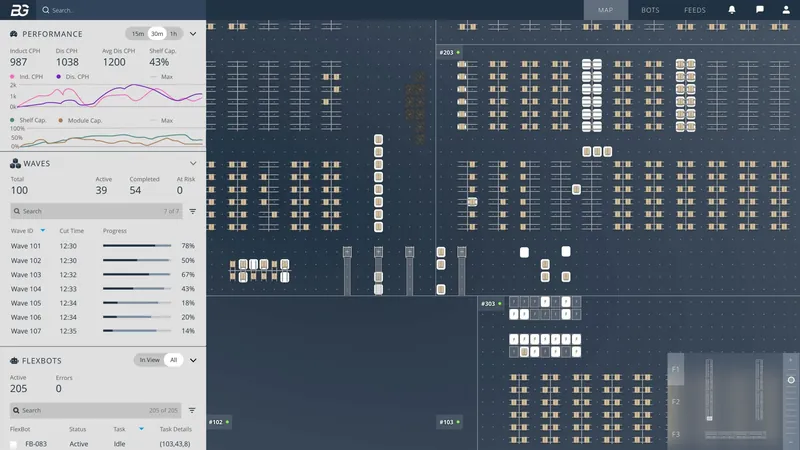 BG Search... MAP BOTS FEEDS
PERFORMANCE 15m 30m 1h
Induct CPH Dis CPH Avg Dis CPH Shelf Cap.
987 1038 1200 43%
Ind. CPH Dis. CPH Max
2k
1k
0k
Shelf Cap. Module Cap. Max
100%
50%
0%
WAVES
Total Active Completed At Risk
100 39 54 0
Search 7 of 7
Wave ID Cut Time Progress
Wave 101 12:30 78%
Wave 102 12:30 50%
Wave 103 12:32 67%
Wave 104 12:33 43%
Wave 105 12:34 18%
Wave 106 12:34 20%
Wave 107 12:35 14%
FLEXBOTS In View All
Active Errors
205 0
Search 205 of 205
FlexBot Status Task Task Details
FB-083 Active Idle (103,43,8)
#203
#303
#102
#103
F1
F2
F3